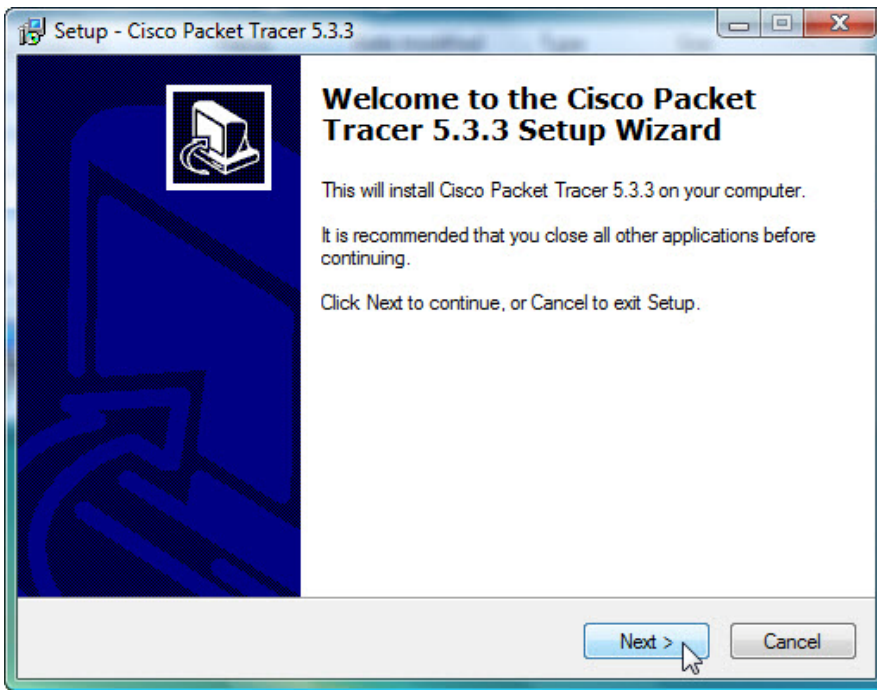 Setup - Cisco Packet Tracer 5.3.3
Welcome to the Cisco Packet
Tracer 5.3.3 Setup Wizard
This will install Cisco Packet Tracer 5.3.3 on your computer.
It is recommended that you close all other applications before
continuing.
Click Next to continue, or Cancel to exit Setup.
Next >
Cancel